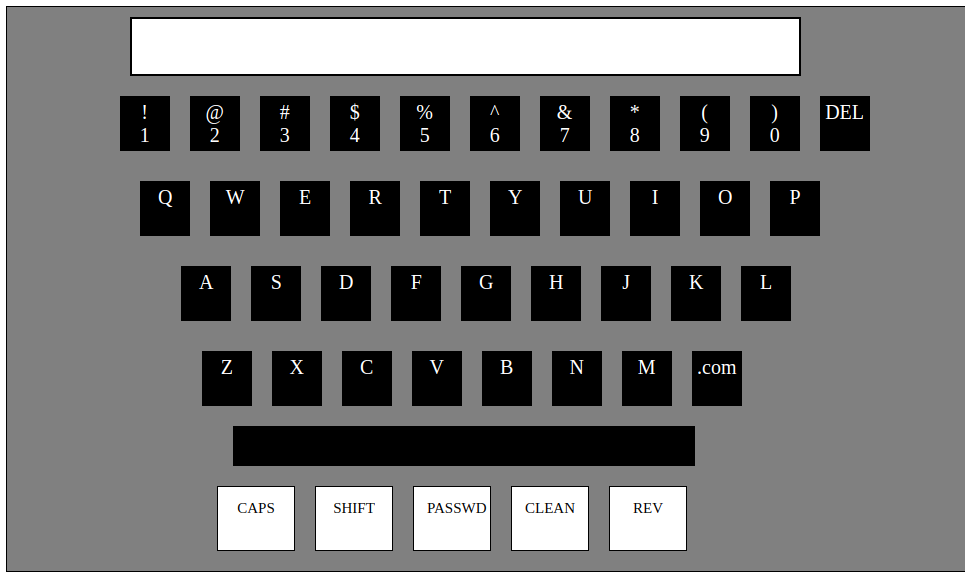 ! @ # $ % ^ & * ( ) DEL
1 2 3 4 5 6 7 8 9 0
Q W E R T Y U I O P
A S D F G H J K L
Z X C V B N M .com
CAPS SHIFT PASSWD CLEAN REV